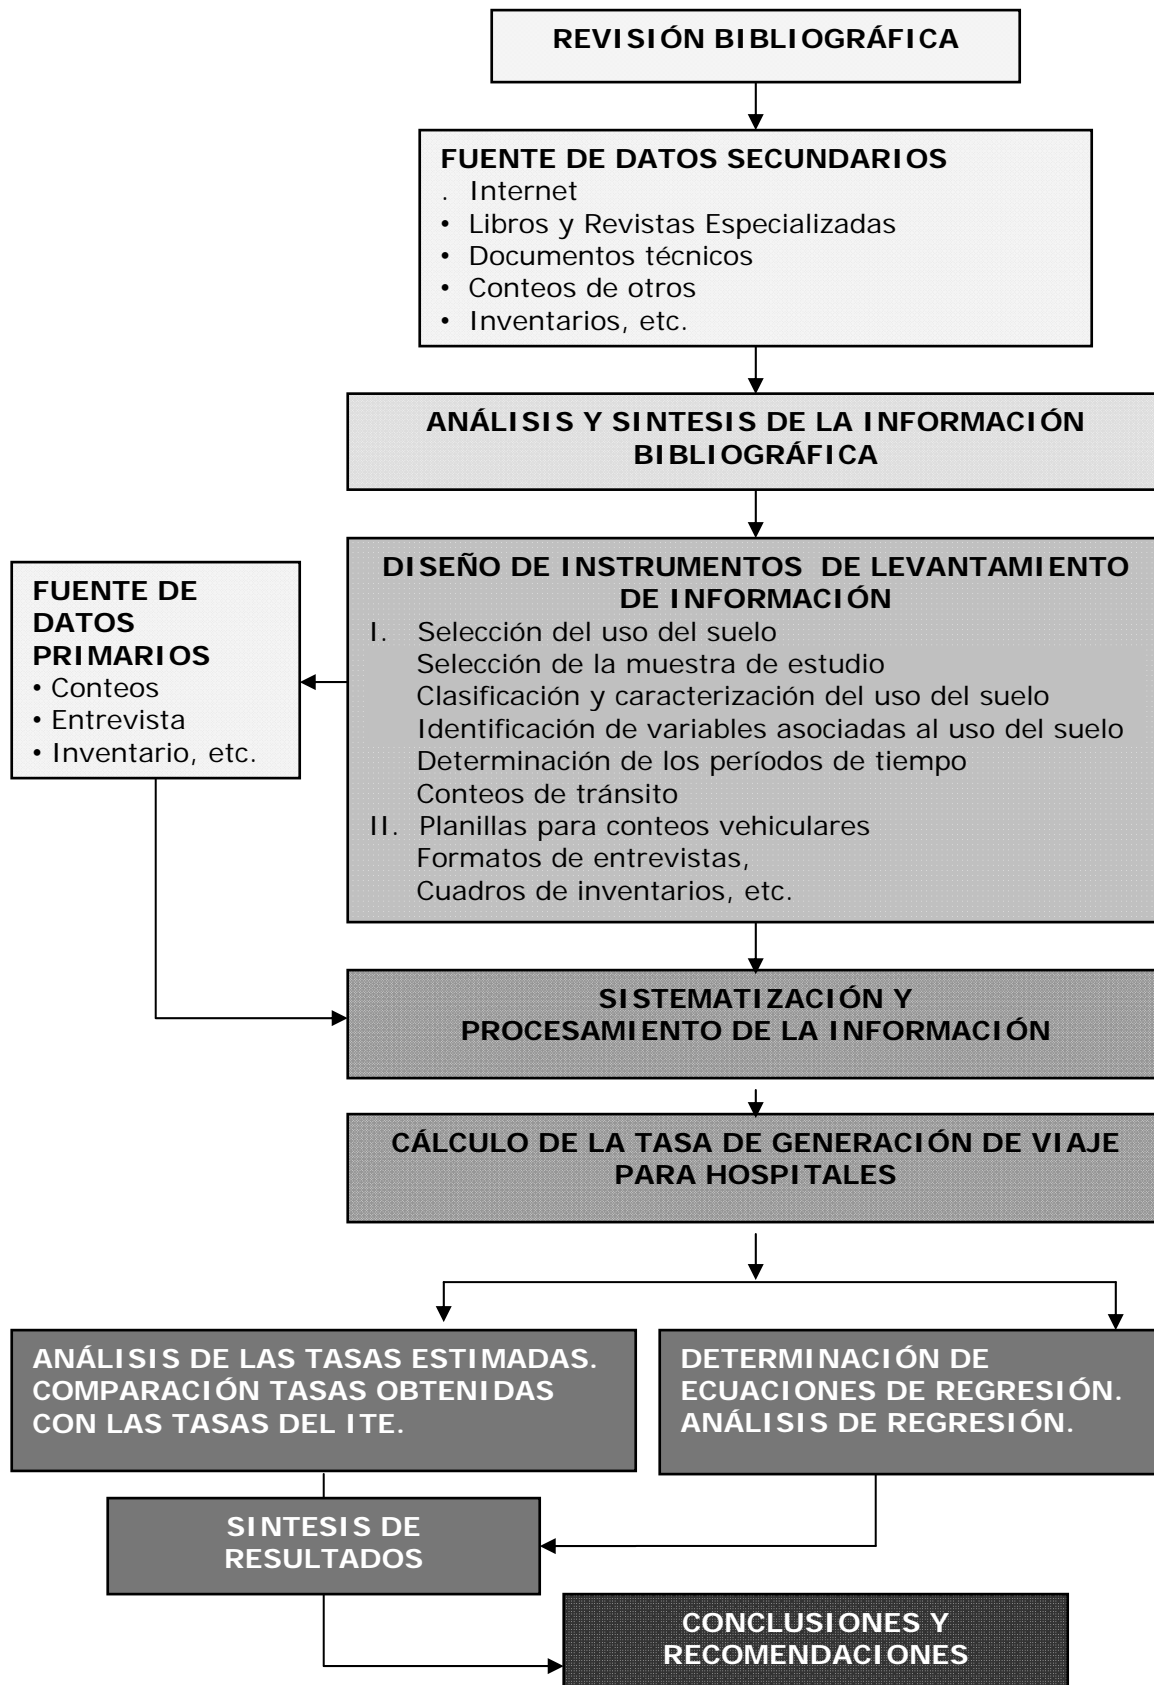 REVISIÓN BIBLIOGRÁFICA
FUENTE DE DATOS SECUNDARIOS
. Internet
• Libros y Revistas Especializadas
• Documentos técnicos
• Conteos de otros
• Inventarios, etc.
ANÁLISIS Y SINTESIS DE LA INFORMACIÓN
BIBLIOGRÁFICA
DISEÑO DE INSTRUMENTOS DE LEVANTAMIENTO
DE INFORMACIÓN
I. Selección del uso del suelo
Selección de la muestra de estudio
Clasificación y caracterización del uso del suelo
Identificación de variables asociadas al uso del suelo
Determinación de los períodos de tiempo
Conteos de tránsito
II. Planillas para conteos vehiculares
Formatos de entrevistas,
Cuadros de inventarios, etc.
FUENTE DE
DATOS
PRIMARIOS
• Conteos
• Entrevista
• Inventario, etc.
SISTEMATIZACIÓN Y
PROCESAMIENTO DE LA INFORMACIÓN
CÁLCULO DE LA TASA DE GENERACIÓN DE VIAJE
PARA HOSPITALES
ANÁLISIS DE LAS TASAS ESTIMADAS.
COMPARACIÓN TASAS OBTENIDAS
CON LAS TASAS DEL ITE.
DETERMINACIÓN DE
ECUACIONES DE REGRESIÓN.
ANÁLISIS DE REGRESIÓN.
SINTESIS DE
RESULTADOS
CONCLUSIONES Y
RECOMENDACIONES